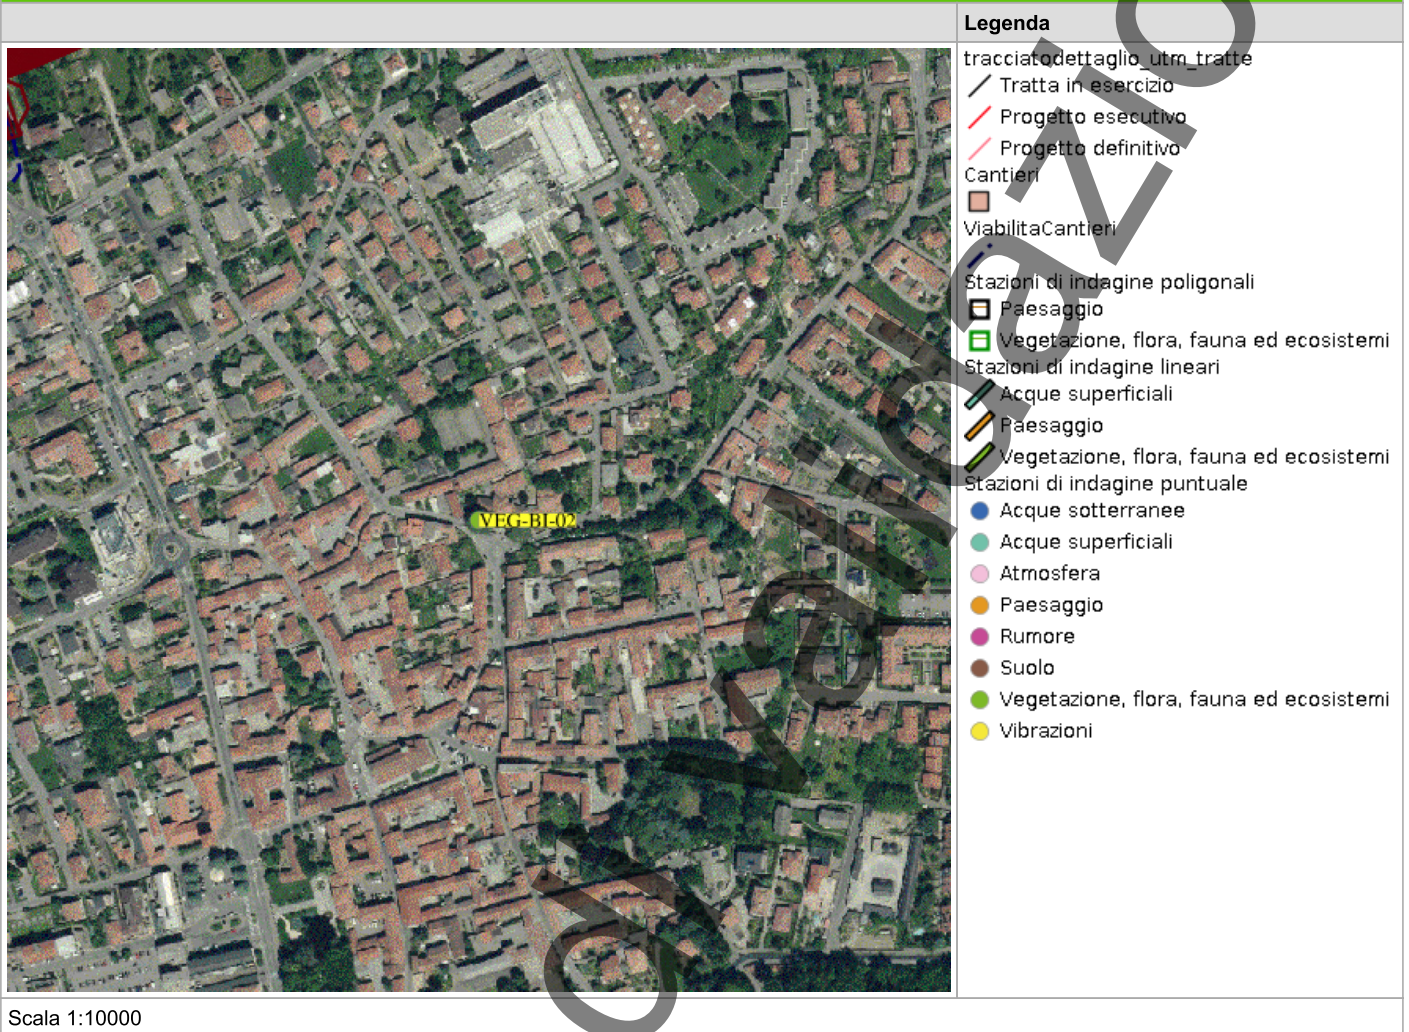 Legenda
tracciatodettaglio_utm_tratte
Tratta in esercizio
Progetto esecutivo
Progetto definitivo
Cantieri
ViabilitaCantieri
Stazioni di indagine poligonali
Paesaggio
Vegetazione, flora, fauna ed ecosistemi
Stazioni di indagine lineari
Acque superficiali
Paesaggio
Vegetazione, flora, fauna ed ecosistemi
Stazioni di indagine puntuale
Acque sotterranee
Acque superficiali
Atmosfera
Paesaggio
Rumore
Suolo
Vegetazione, flora, fauna ed ecosistemi
Vibrazioni
VEG-BI-02
Scala 1:10000